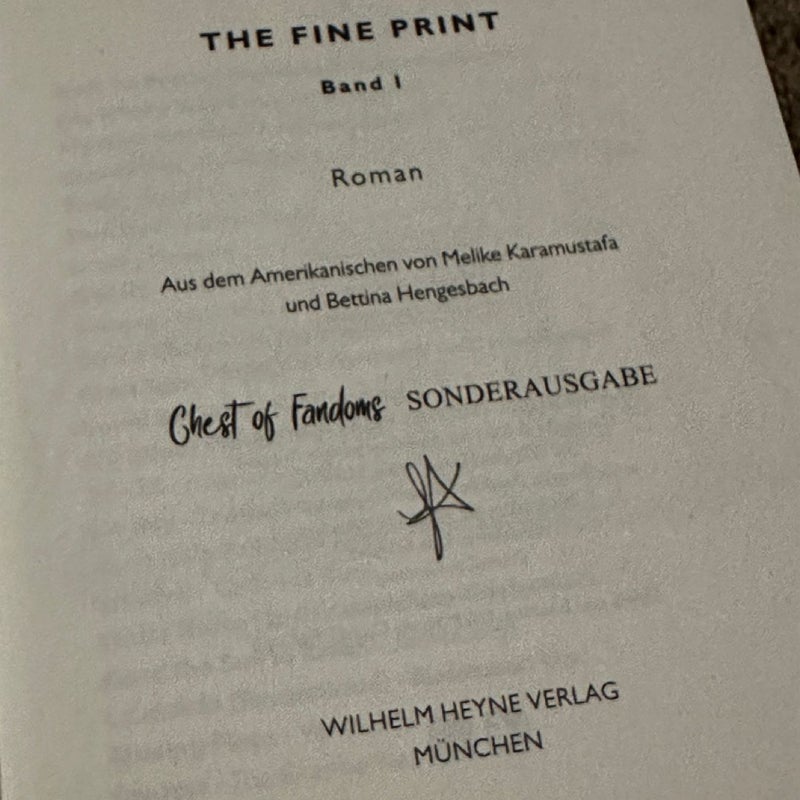 THE FINE PRINT
Band 1
Roman
Aus dem Amerikanischen von Melike Karamustafa
und Bettina Hengesbach
Chest of Fandoms SONDERAUSGABE
WILHELM HEYNE VERLAG
MÜNCHEN